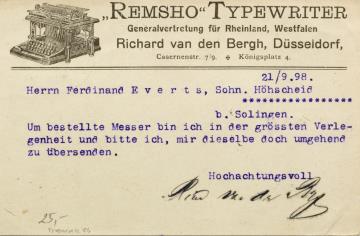 „REMSHO“ TYPEWRITER
Generalvertretung für Rheinland, Westfalen
Richard van den Bergh, Düsseldorf,
Casernenstr. 7/9. ✦ Königsplatz 4.
21/9.98.
Herrn Ferdinand E v e r t s, Sohn. Höhscheid
****************
b. Solingen.
Um bestellte Messer bin ich in der grössten Verle-
genheit und bitte ich, mir dieselbe doch umgehend
zu übersenden.
Hochachtungsvoll
25,-